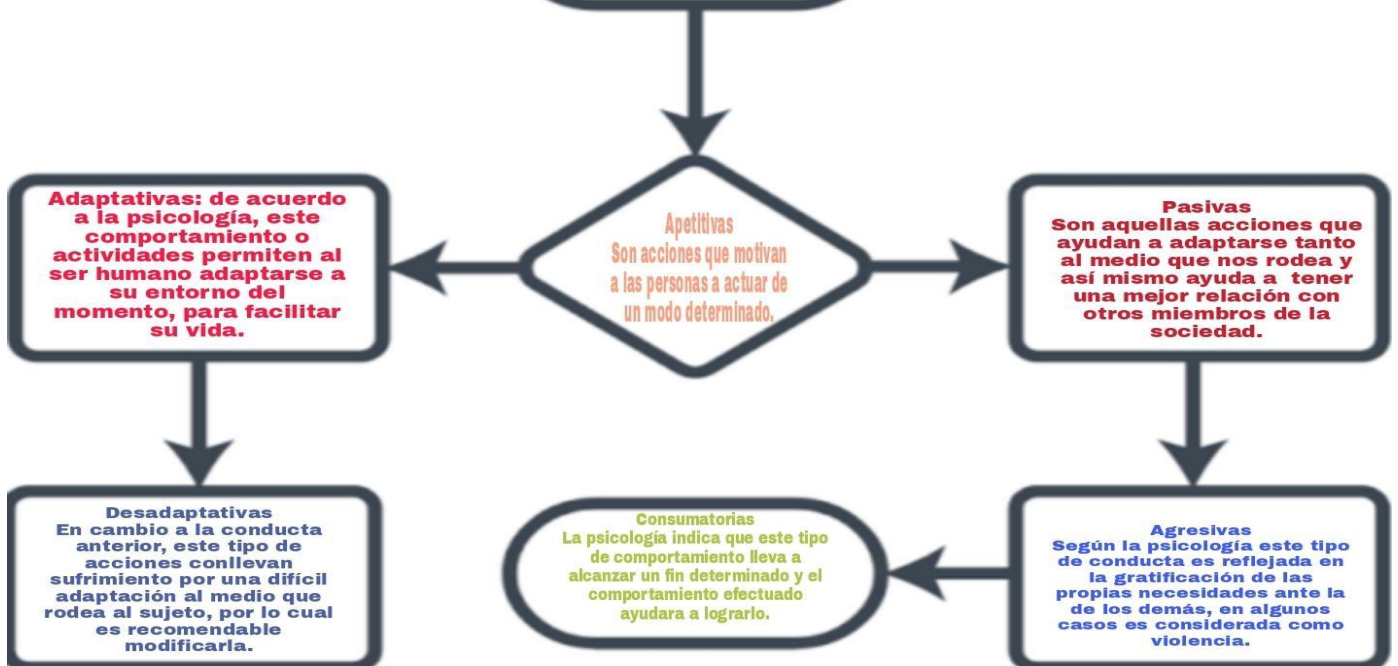 Adaptativas: de acuerdo
a la psicología, este
comportamiento o
actividades permiten al
ser humano adaptarse a
su entorno del
momento, para facilitar
su vida.
Apetitivas
Son acciones que motivan
a las personas a actuar de
un modo determinado.
Pasivas
Son aquellas acciones que
ayudan a adaptarse tanto
al medio que nos rodea y
así mismo ayuda a tener
una mejor relación con
otros miembros de la
sociedad.
Desadaptativas
En cambio a la conducta
anterior, este tipo de
acciones conllevan
sufrimiento por una difícil
adaptación al medio que
rodea al sujeto, por lo cual
es recomendable
modificarla.
Consumatorias
La psicología indica que este tipo
de comportamiento lleva a
alcanzar un fin determinado y el
comportamiento efectuado
ayudara a lograrlo.
Agresivas
Según la psicología este tipo
de conducta es reflejada en
la gratificación de las
propias necesidades ante la
de los demás, en algunos
casos es considerada como
violencia.